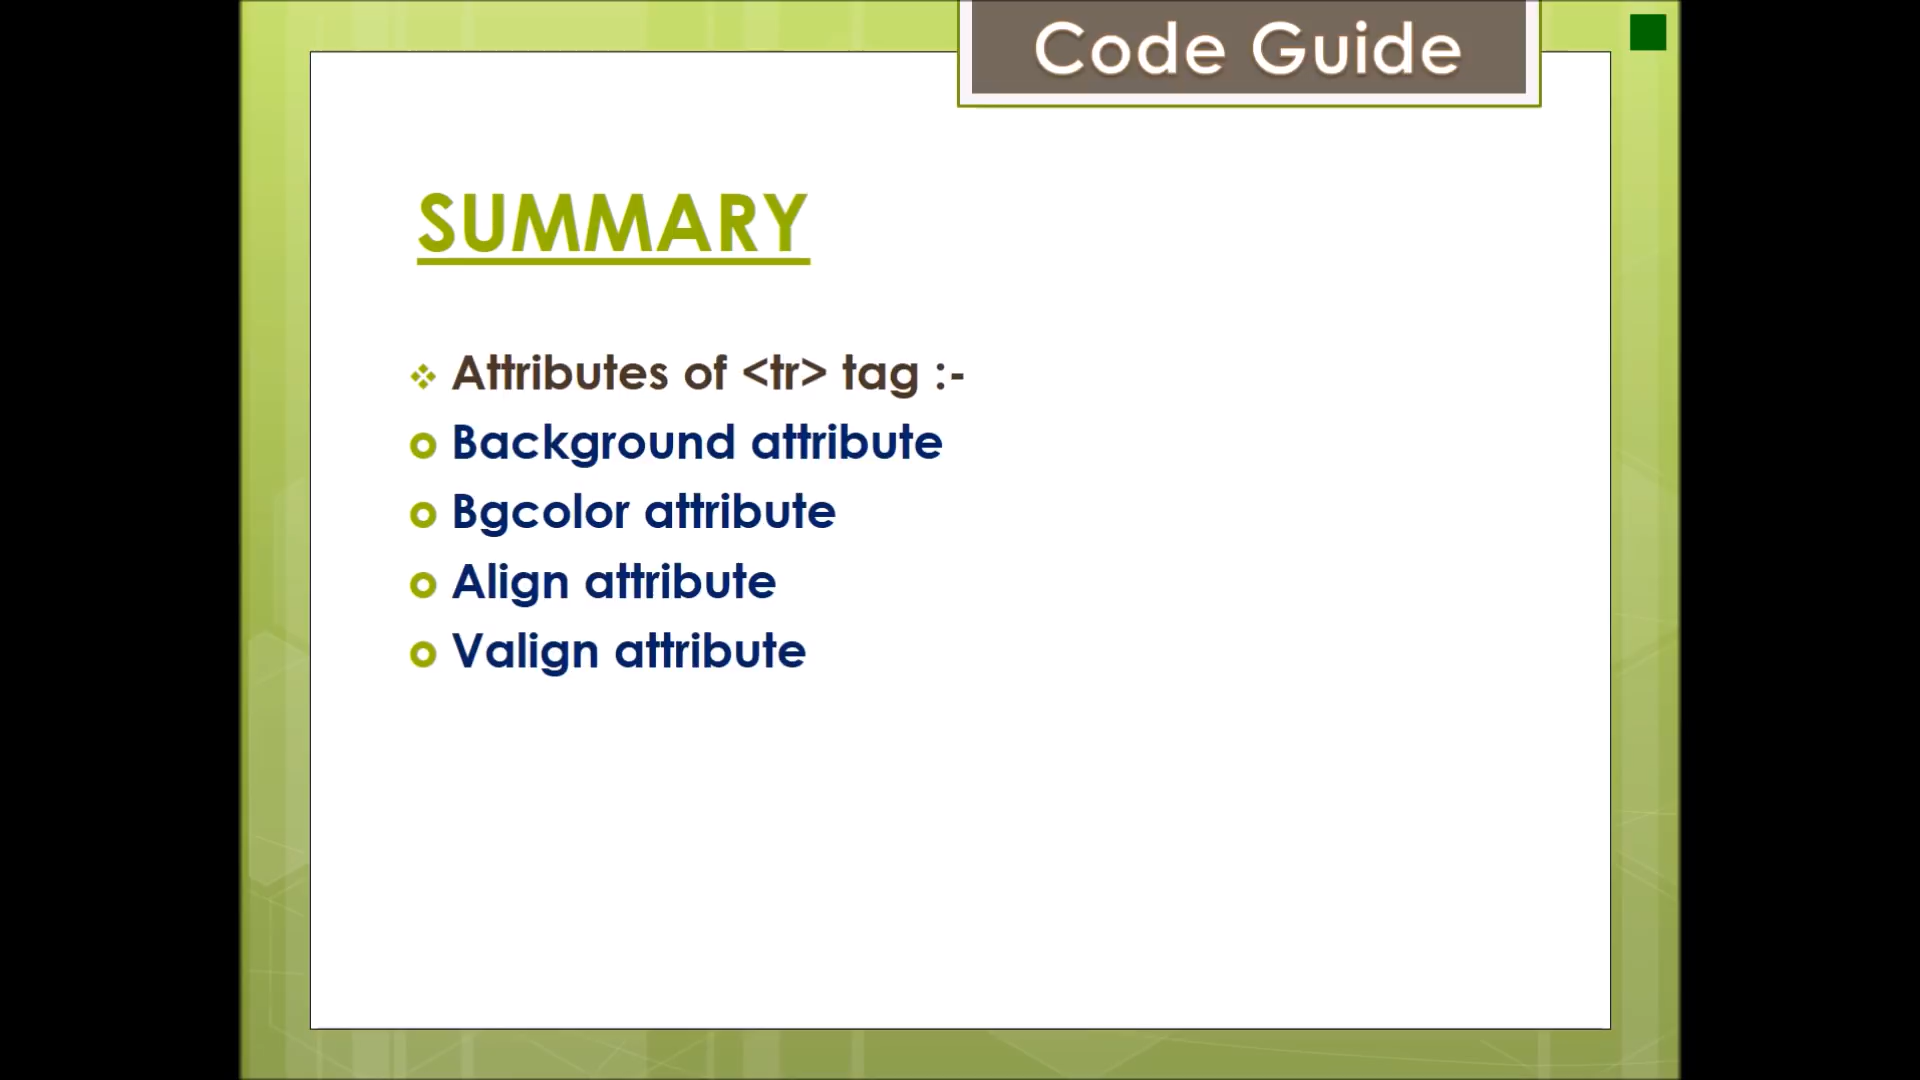 Code Guide
SUMMARY
Attributes of <tr> tag :-
Background attribute
Bgcolor attribute
Align attribute
Valign attribute